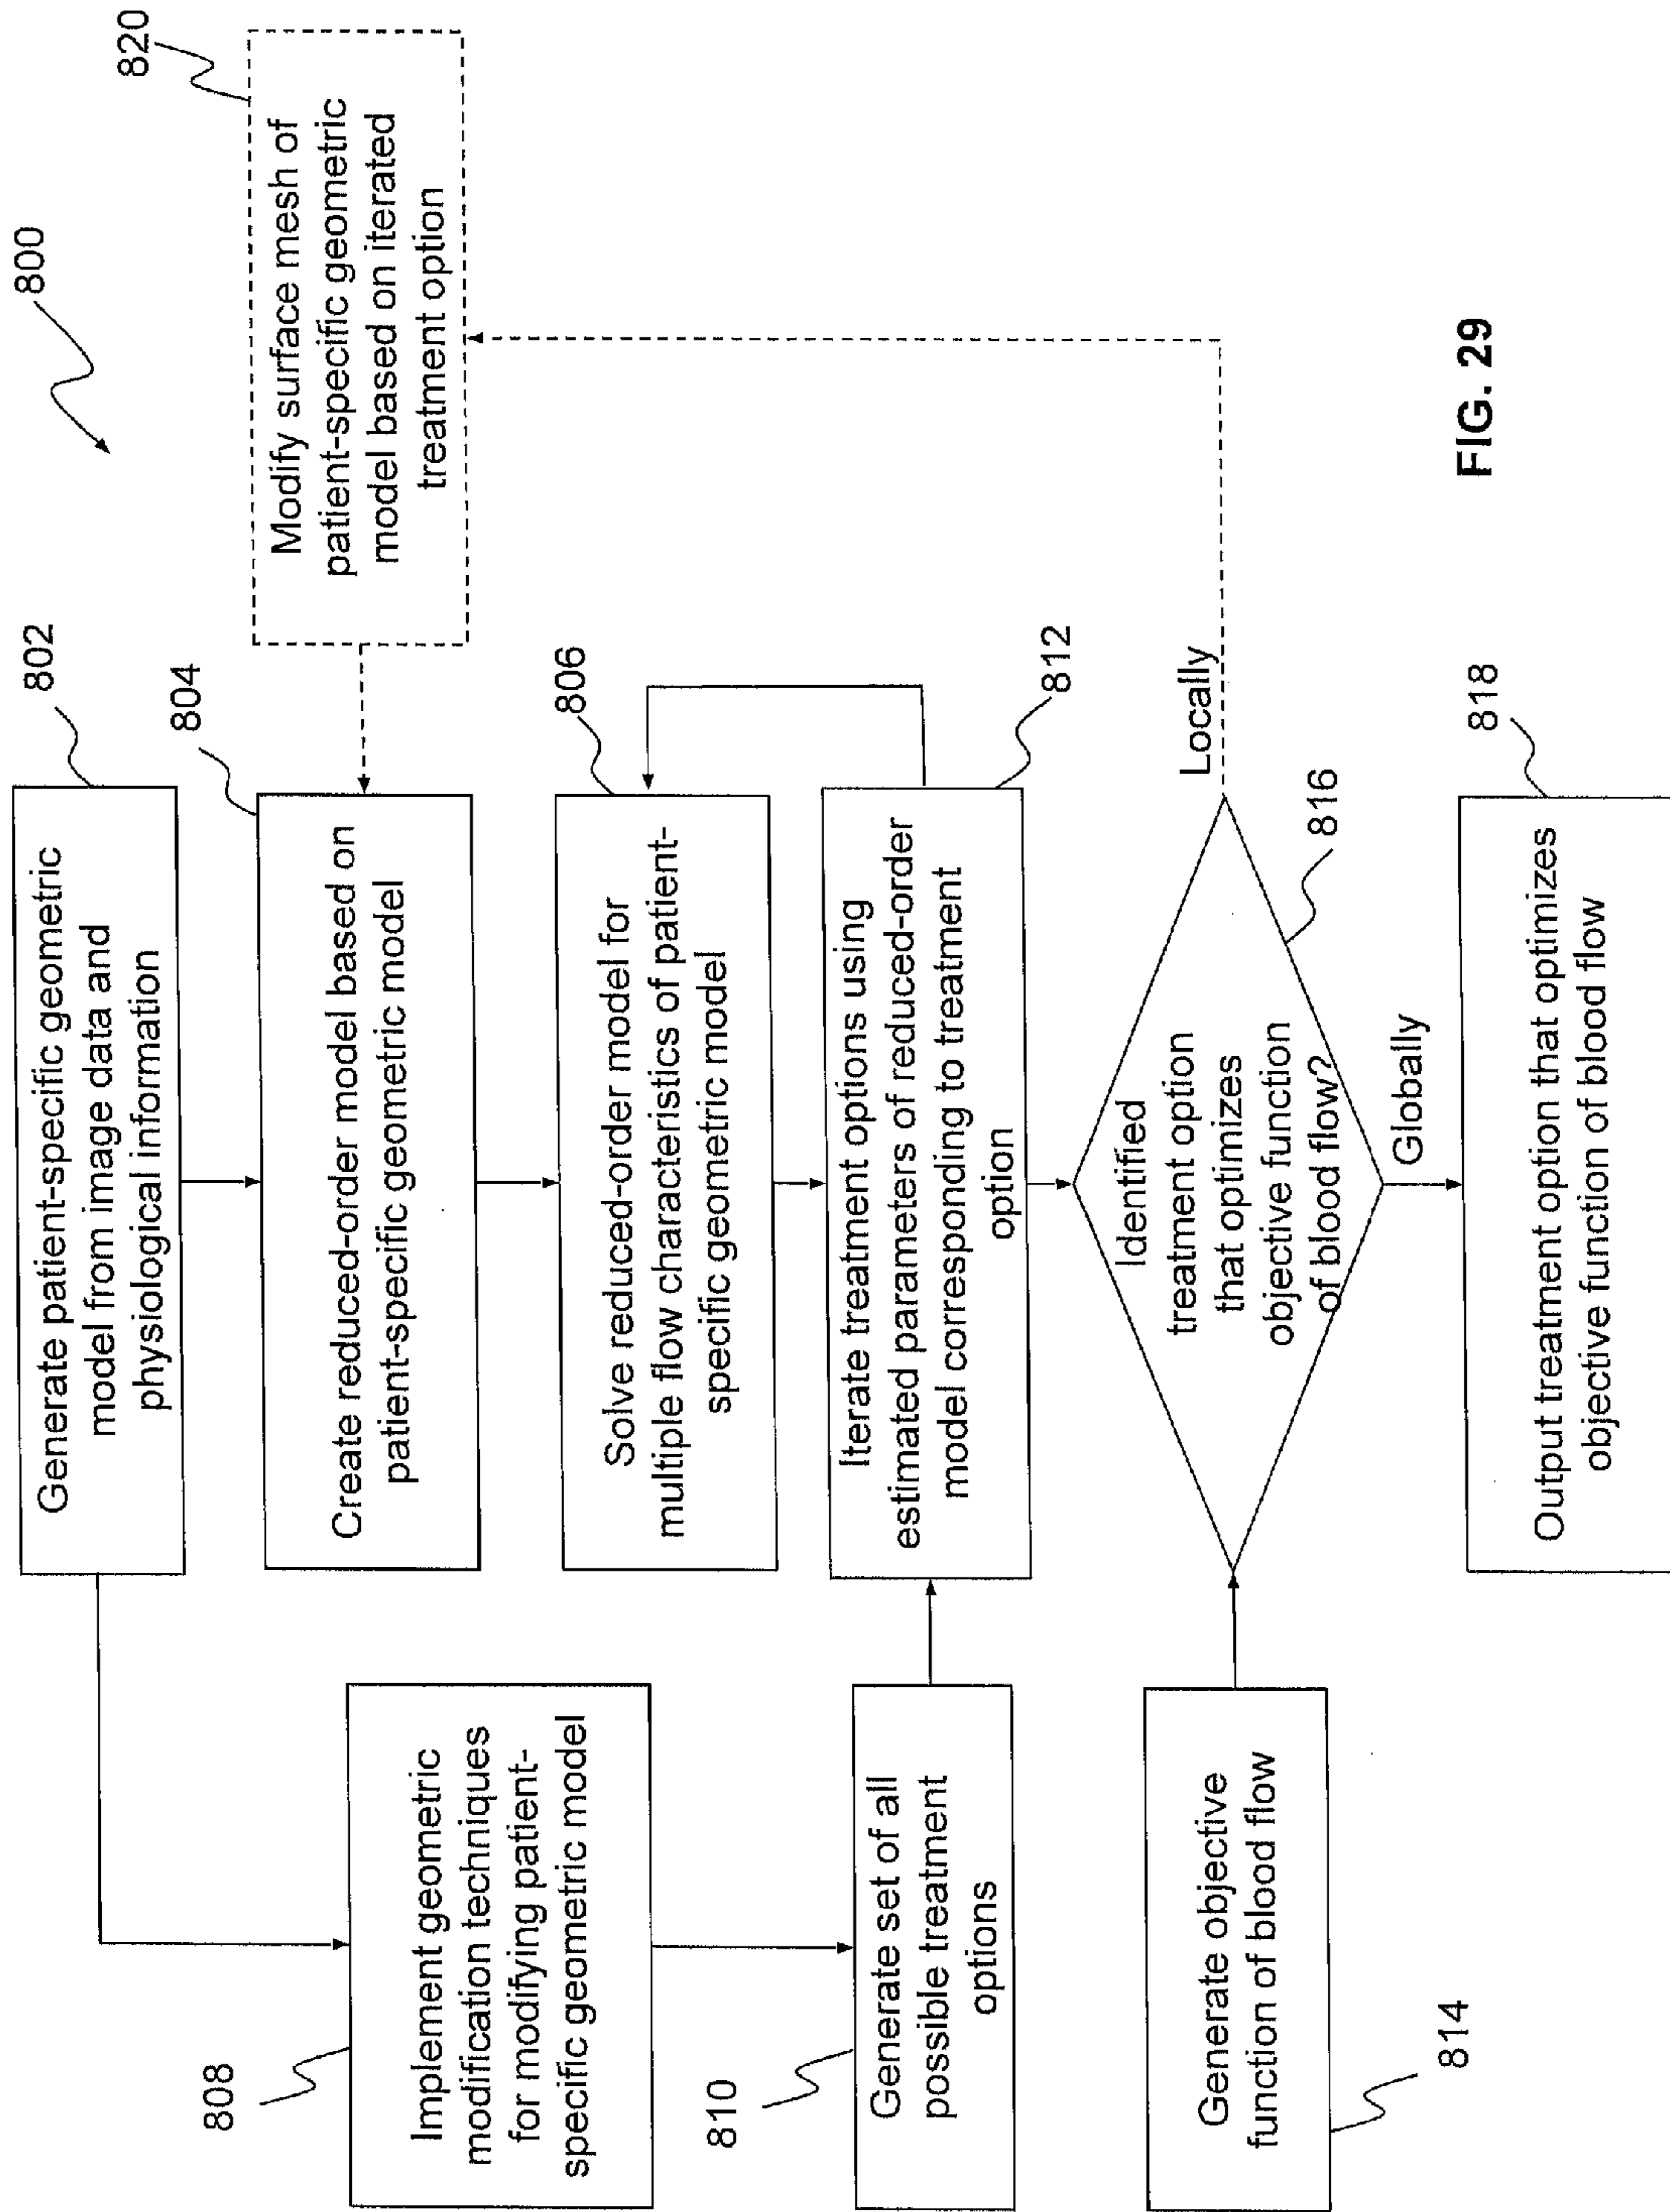 800
802
Generate patient-specific geometric
model from image data and
physiological information
820
Modify surface mesh of
patient-specific geometric
model based on iterated
treatment option
804
Create reduced-order model based on
patient-specific geometric model
808
Implement geometric
modification techniques
for modifying patient-
specific geometric model
806
Solve reduced-order model for
multiple flow characteristics of patient-
specific geometric model
810
Generate set of all
possible treatment
options
812
Iterate treatment options using
estimated parameters of reduced-order
model corresponding to treatment
option
814
Generate objective
function of blood flow
816
Identified
treatment option
that optimizes
objective function
of blood flow?
Locally
Globally
818
Output treatment option that optimizes
objective function of blood flow
FIG. 29